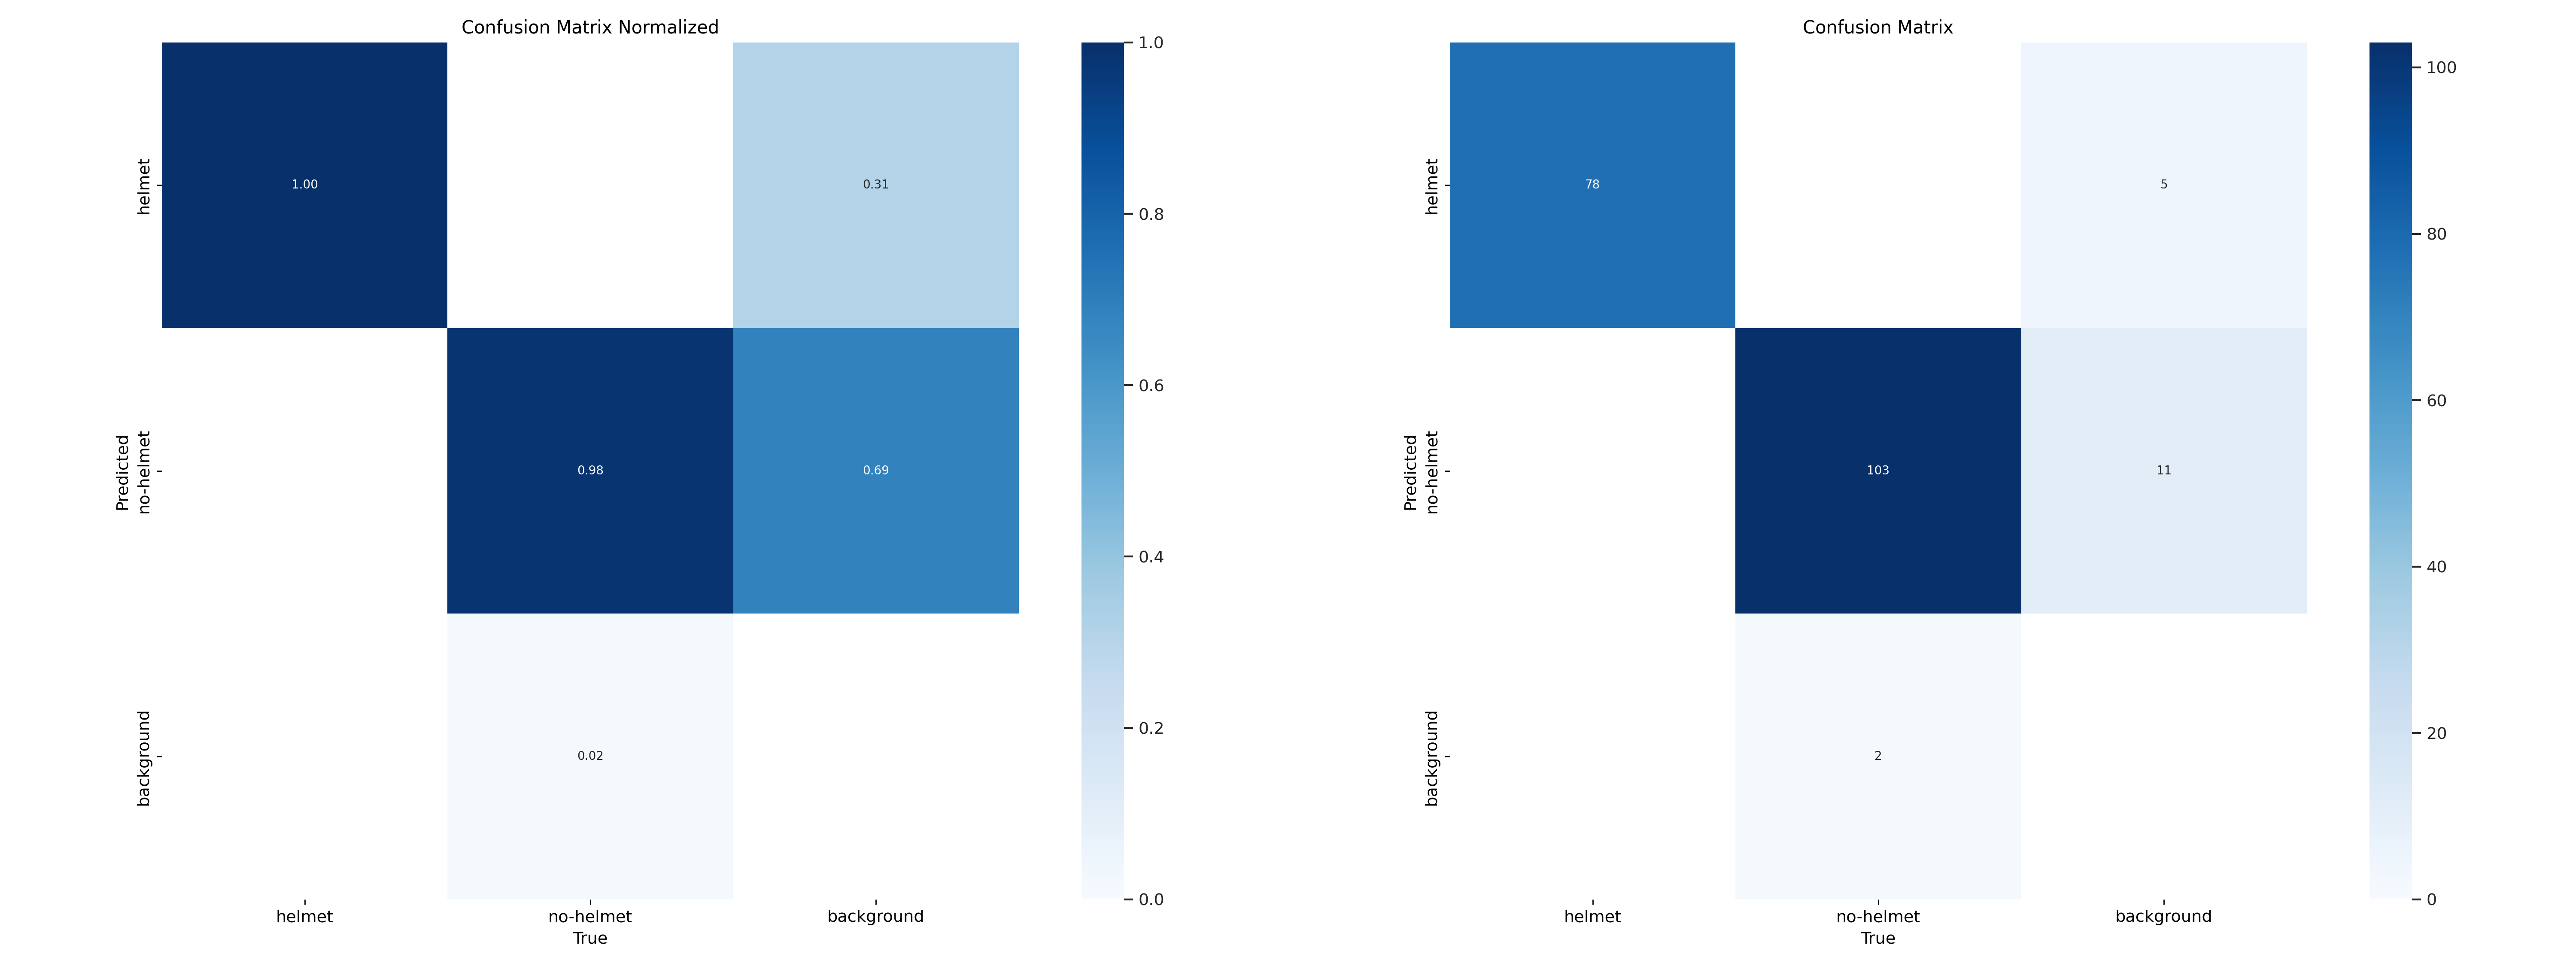 Confusion Matrix Normalized
1.0
helmet
1.00
0.31
0.8
0.6
Predicted
no-helmet
0.98
0.69
0.4
0.2
background
0.02
0.0
helmet
no-helmet
background
True
Confusion Matrix
100
helmet
78
5
80
60
Predicted
no-helmet
103
11
40
20
background
2
0
helmet
no-helmet
background
True